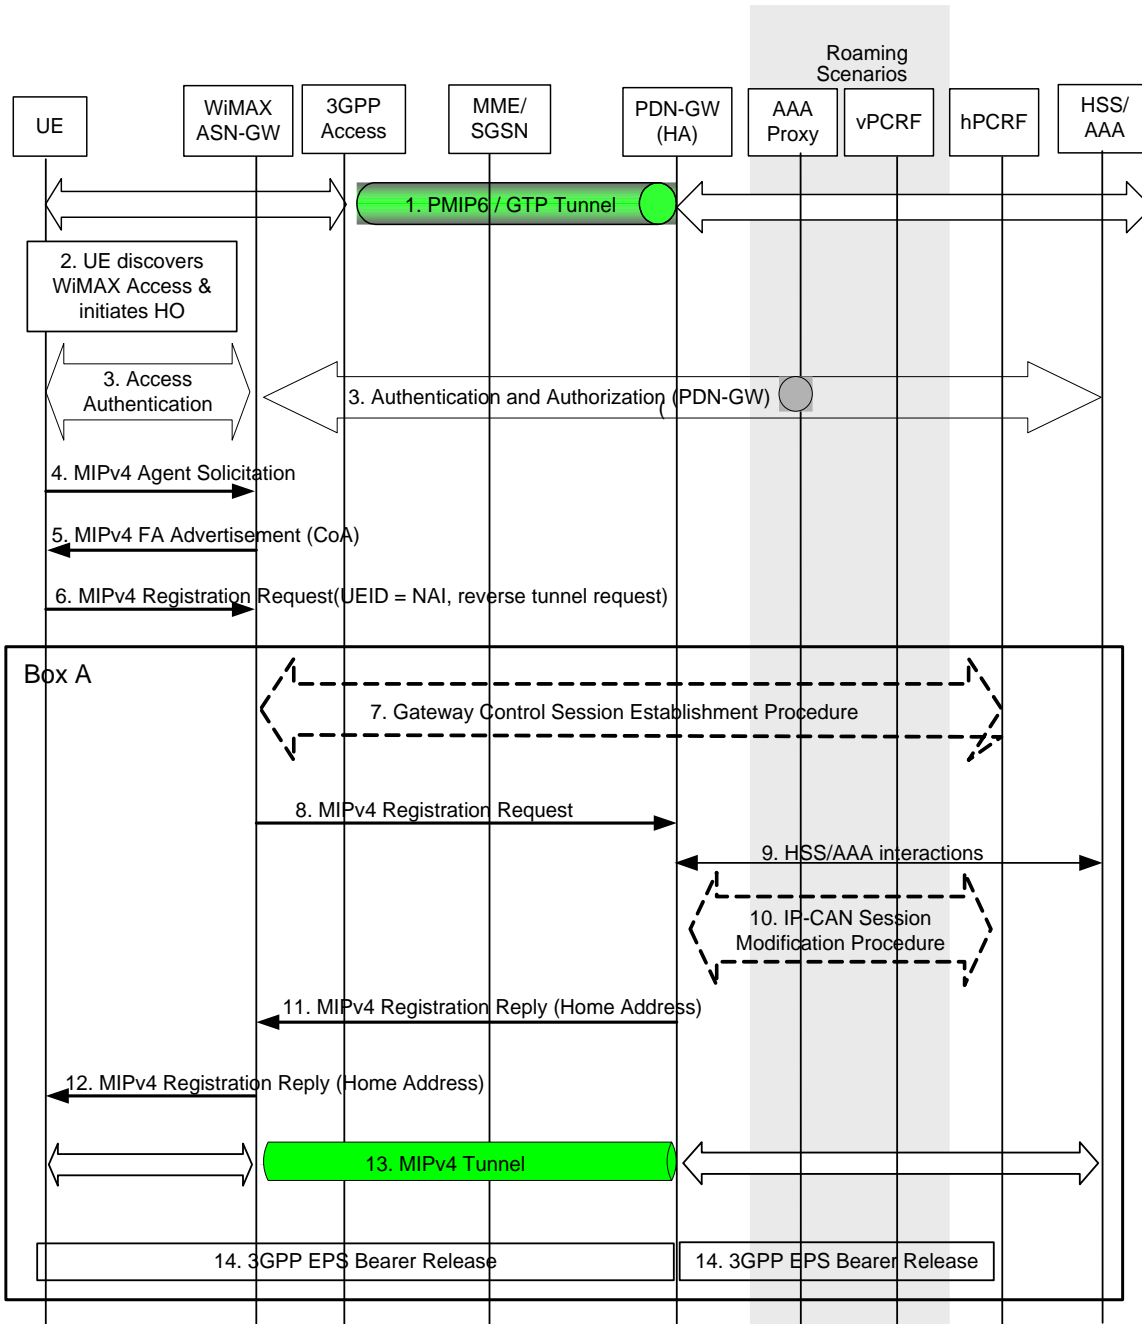 Roaming
Scenarios
UE
WiMAX
ASN-GW
3GPP
Access
MME/
SGSN
PDN-GW
(HA)
AAA
Proxy
vPCRF
hPCRF
HSS/
AAA
1. PMIP6 / GTP Tunnel
2. UE discovers
WiMAX Access &
initiates HO
3. Access
Authentication
3. Authentication and Authorization (PDN-GW)
(
4. MIPv4 Agent Solicitation
5. MIPv4 FA Advertisement (CoA)
6. MIPv4 Registration Request(UEID = NAI, reverse tunnel request)
Box A
7. Gateway Control Session Establishment Procedure
8. MIPv4 Registration Request
9. HSS/AAA interactions
10. IP-CAN Session
Modification Procedure
11. MIPv4 Registration Reply (Home Address)
12. MIPv4 Registration Reply (Home Address)
13. MIPv4 Tunnel
14. 3GPP EPS Bearer Release
14. 3GPP EPS Bearer Release